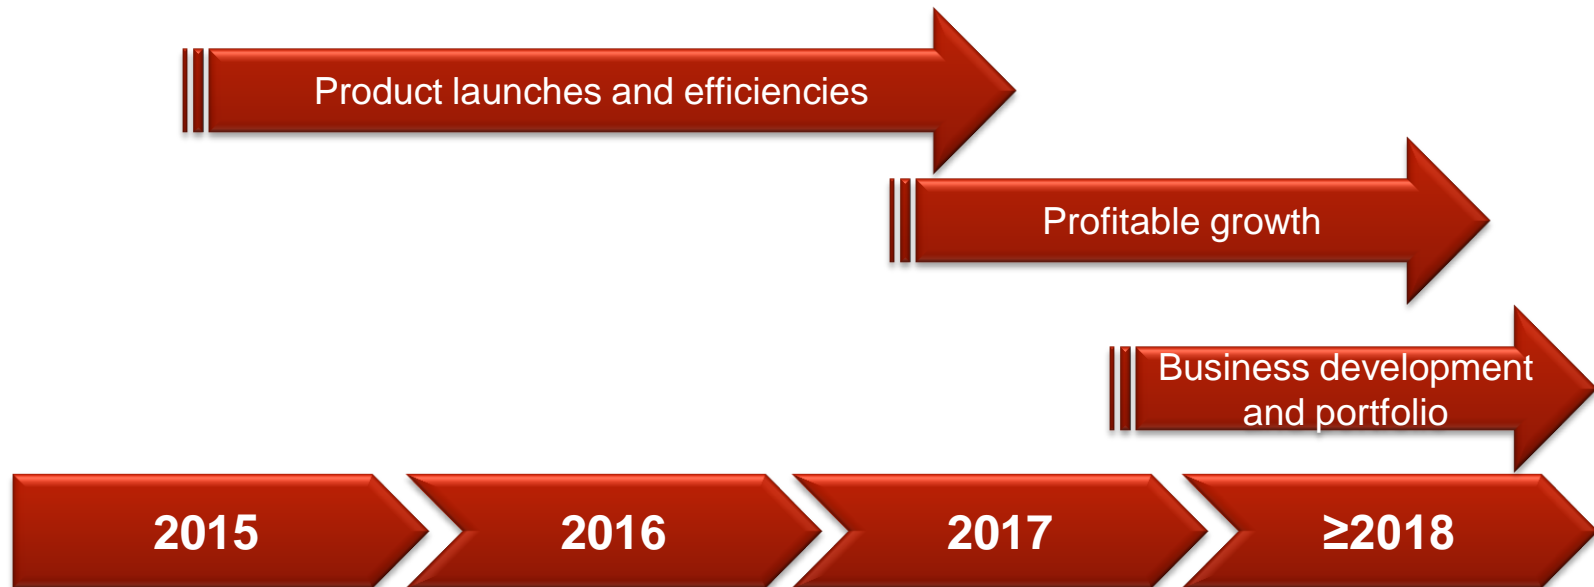 Product launches and efficiencies
Profitable growth
Business development
and portfolio
2015
2016
2017
≥2018